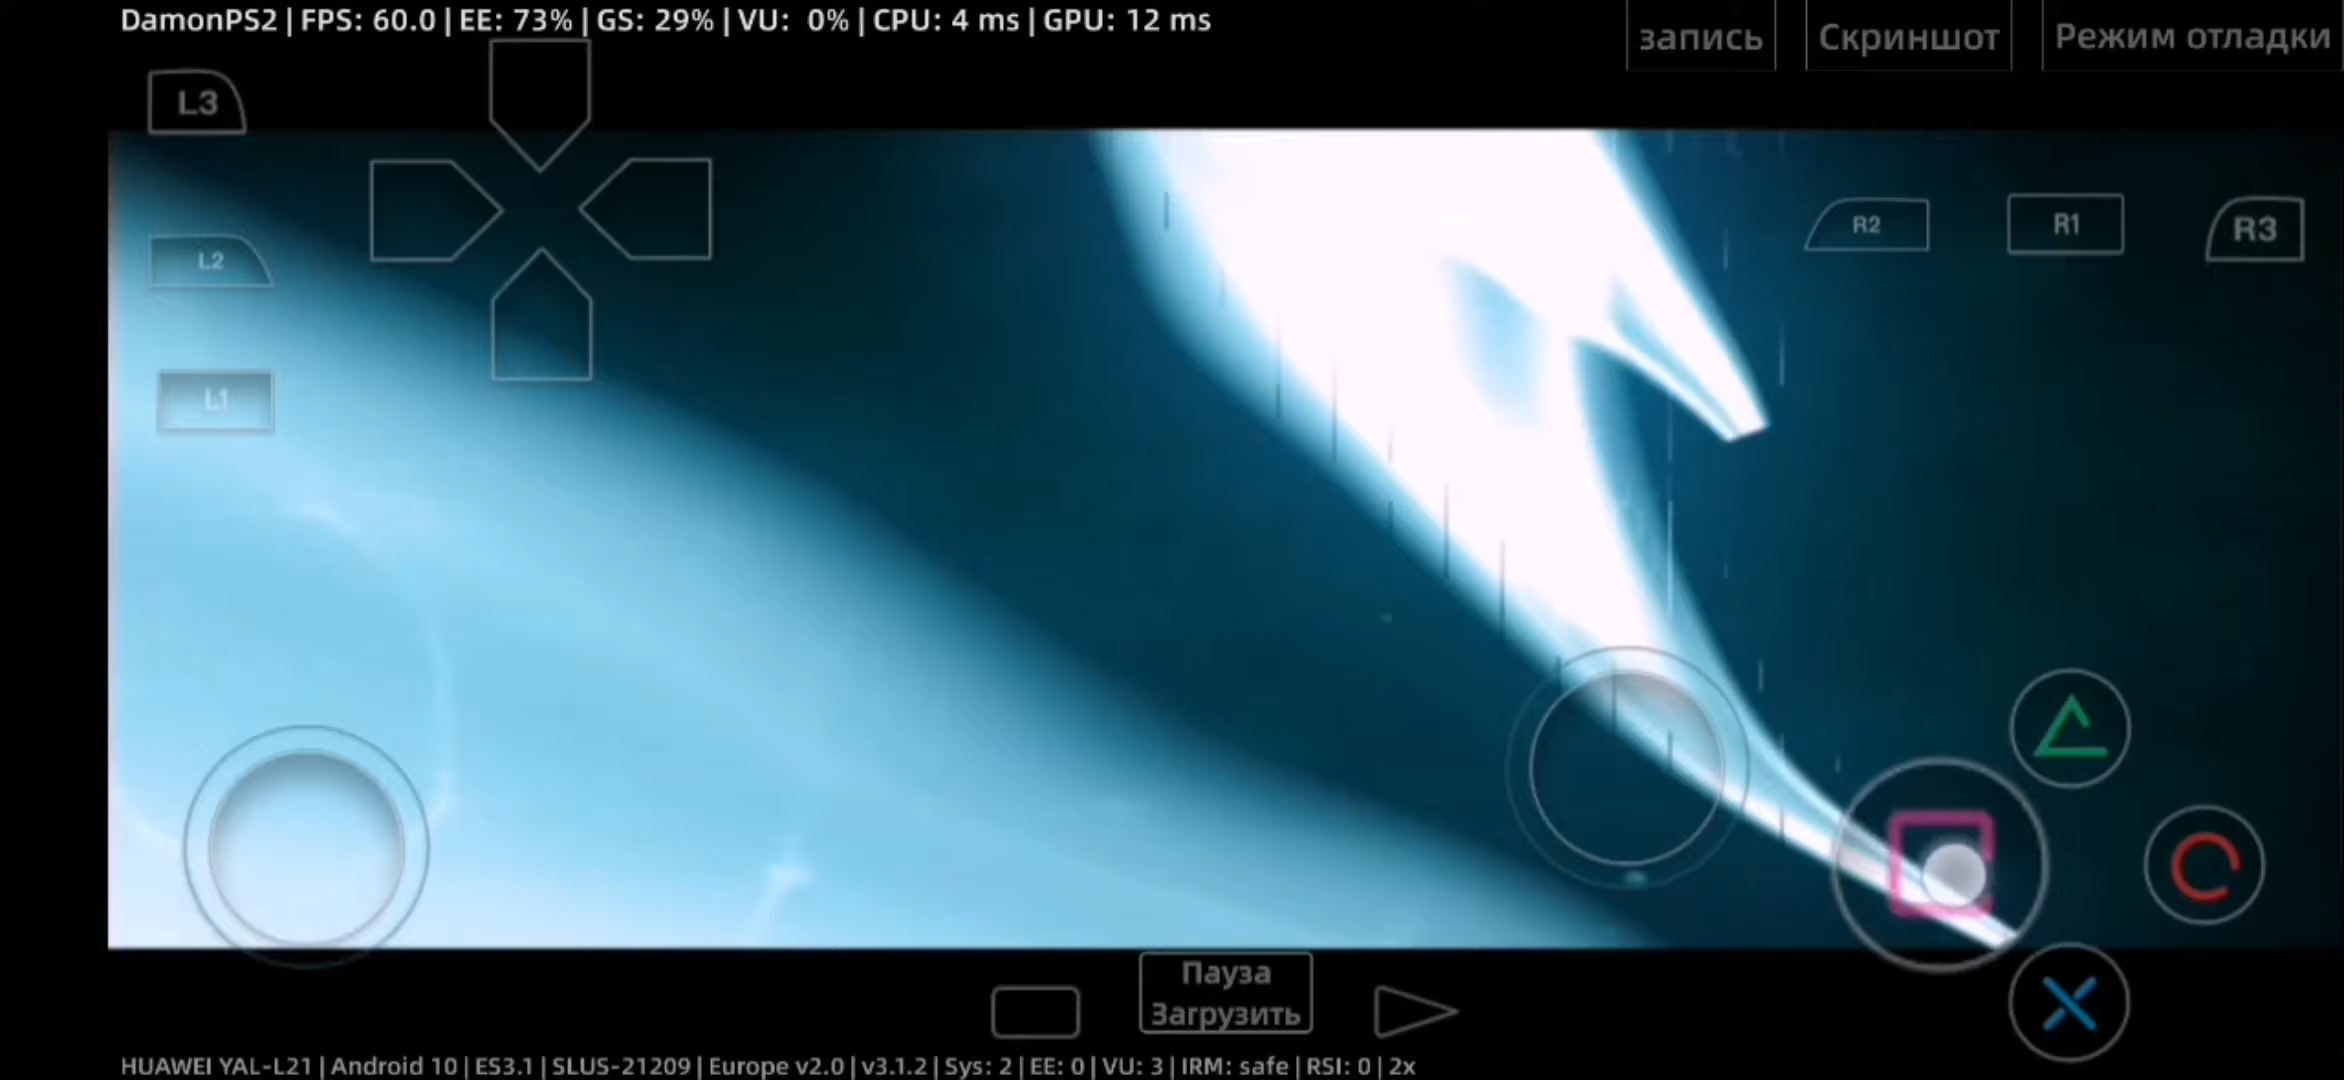 DamonPS2 | FPS: 60.0 | EE: 73% | GS: 29% | VU: 0% | CPU: 4 ms | GPU: 12 ms
запись
Скриншот
Режим отладки
L3
L2
R2
R1
R3
L1
Пауза
Загрузить
HUAWEI YAL-L21 | Android 10 | ES3.1 | SLUS-21209 | Europe v2.0 | v3.1.2 | Sys: 2 | EE: 0 | VU: 3 | IRM: safe | RSI: 0 | 2x